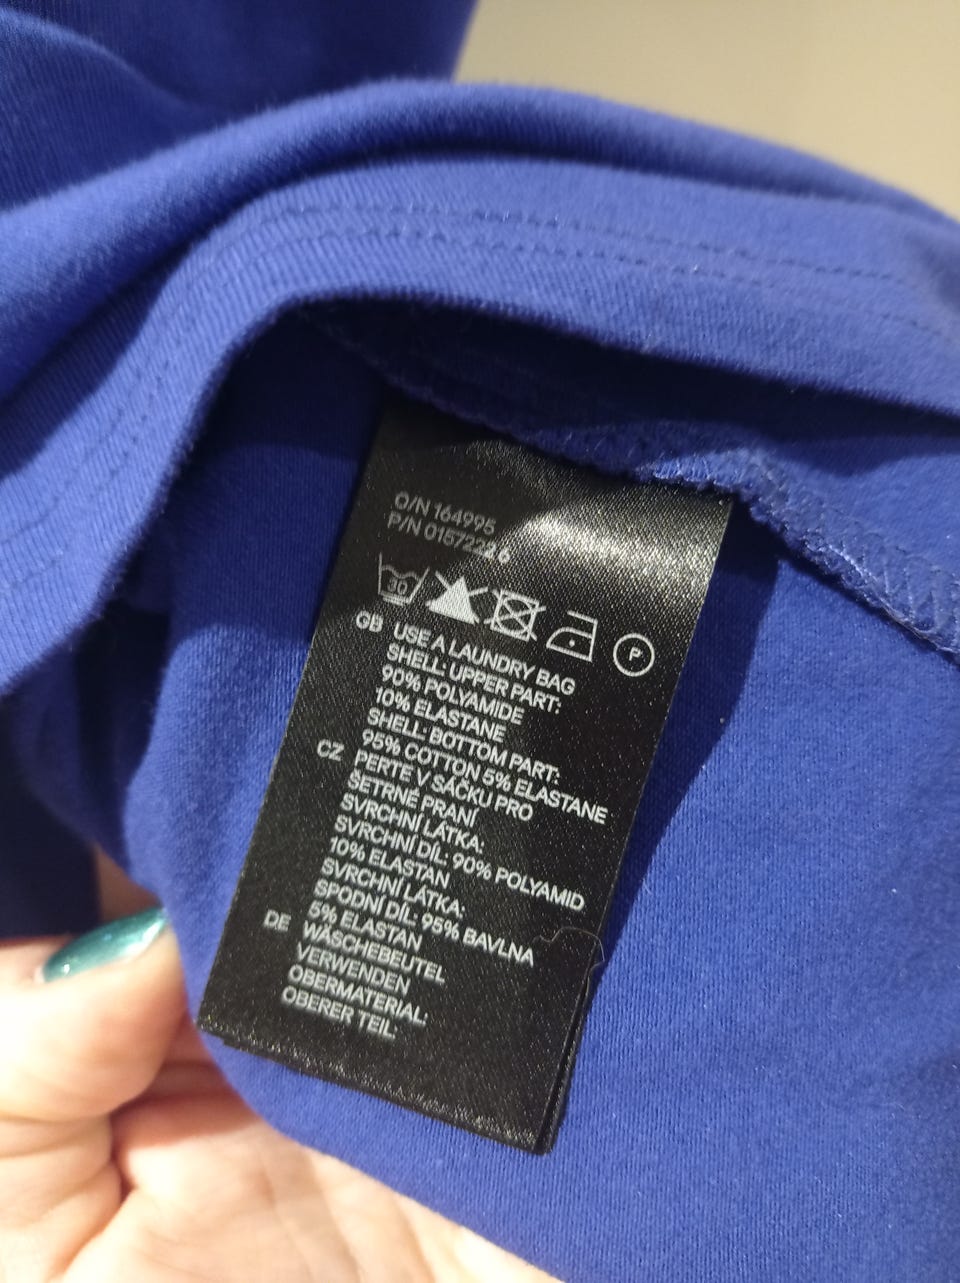 O/N 164995
P/N 015722
30
P
GB USE A LAUNDRY BAG
SHELL: UPPER PART:
90% POLYAMIDE
10% ELASTANE
SHELL: BOTTOM PART:
95% COTTON 5% ELASTANE
CZ PERTE V SÁČKU PRO
ŠETRNÉ PRANÍ
SVRCHNÍ LÁTKA:
SVRCHNÍ DÍL: 90% POLYAMID
10% ELASTAN
SVRCHNÍ LÁTKA:
SPODNÍ DÍL: 95% BAVLNA
5% ELASTAN
DE WÄSCHEBEUTEL
VERWENDEN
OBERMATERIAL:
OBERER TEIL: